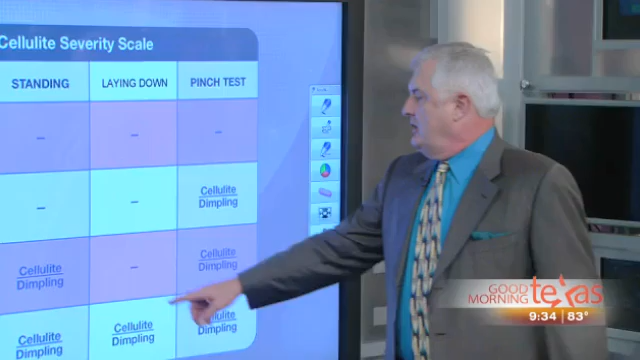 Cellulite Severity Scale
STANDING LAYING DOWN PINCH TEST
– – –
– – Cellulite
Dimpling
Cellulite
Dimpling – Cellulite
Dimpling
Cellulite
Dimpling Cellulite
Dimpling Cellulite
Dimpling
GOOD
MORNING texas
9:34 83°